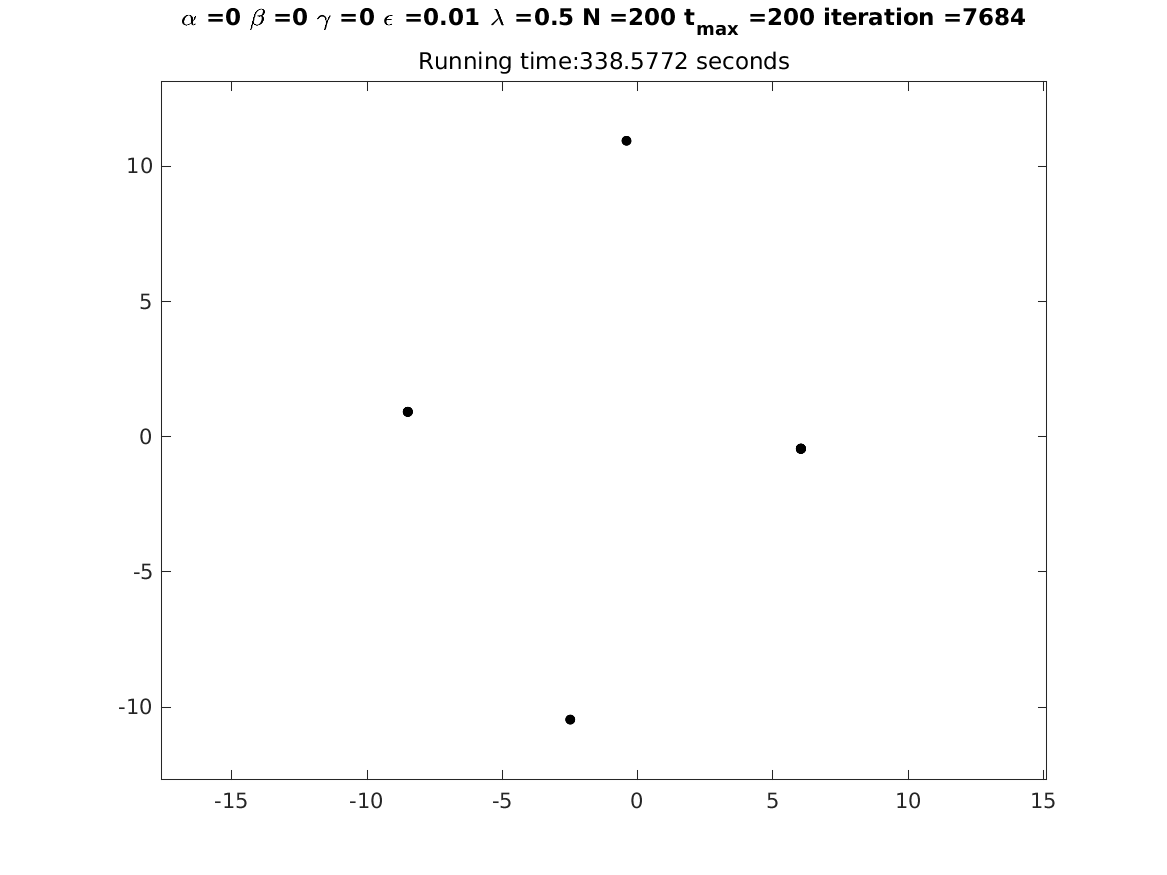 α =0 β =0 γ =0 ϵ =0.01 λ =0.5 N =200 t_max =200 iteration =7684
Running time:338.5772 seconds
10
5
0
-5
-10
-15 -10 -5 0 5 10 15